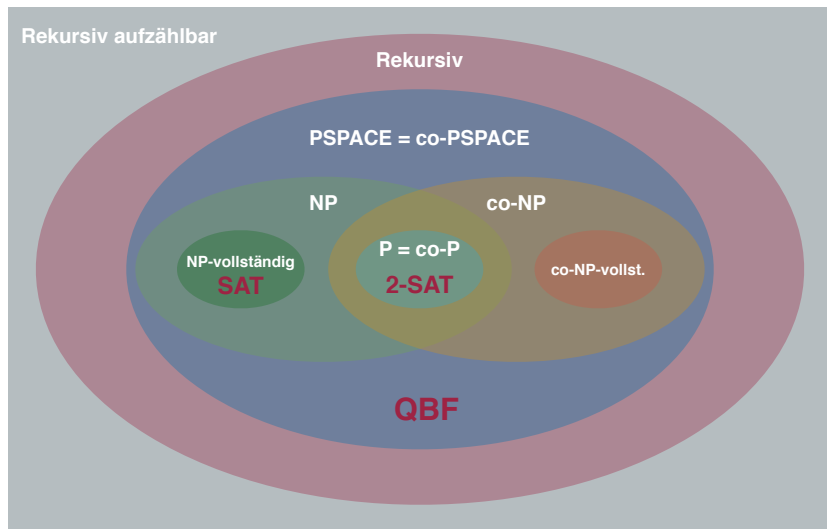 Rekursiv aufzählbar
Rekursiv
PSPACE = co-PSPACE
NP
co-NP
P = co-P
NP-vollständig
SAT
2-SAT
co-NP-vollst.
QBF